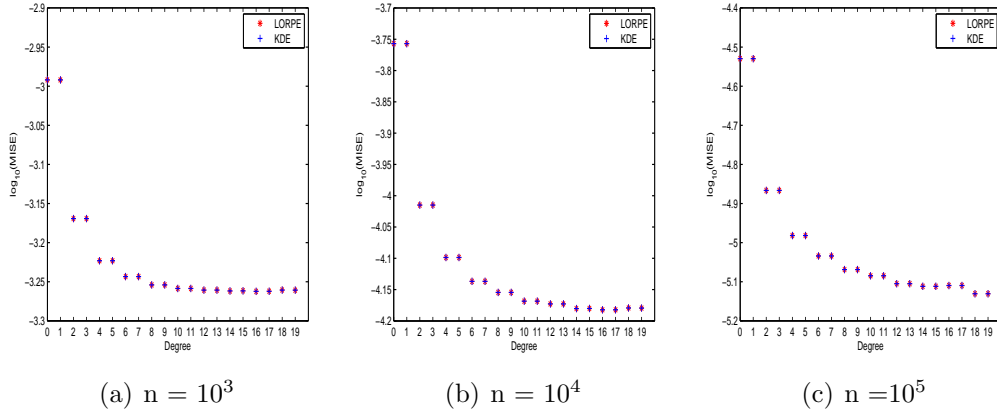 -2.9
-2.95
-3
-3.05
-3.1
-3.15
-3.2
-3.25
-3.3
log10(MISE)
* LORPE
+ KDE
0 1 2 3 4 5 6 7 8 9 10 11 12 13 14 15 16 17 18 19
Degree
(a) n = 10^3
-3.7
-3.75
-3.8
-3.85
-3.9
-3.95
-4
-4.05
-4.1
-4.15
-4.2
log10(MISE)
* LORPE
+ KDE
0 1 2 3 4 5 6 7 8 9 10 11 12 13 14 15 16 17 18 19
Degree
(b) n = 10^4
-4.4
-4.5
-4.6
-4.7
-4.8
-4.9
-5
-5.1
-5.2
log10(MISE)
* LORPE
+ KDE
0 1 2 3 4 5 6 7 8 9 10 11 12 13 14 15 16 17 18 19
Degree
(c) n =10^5